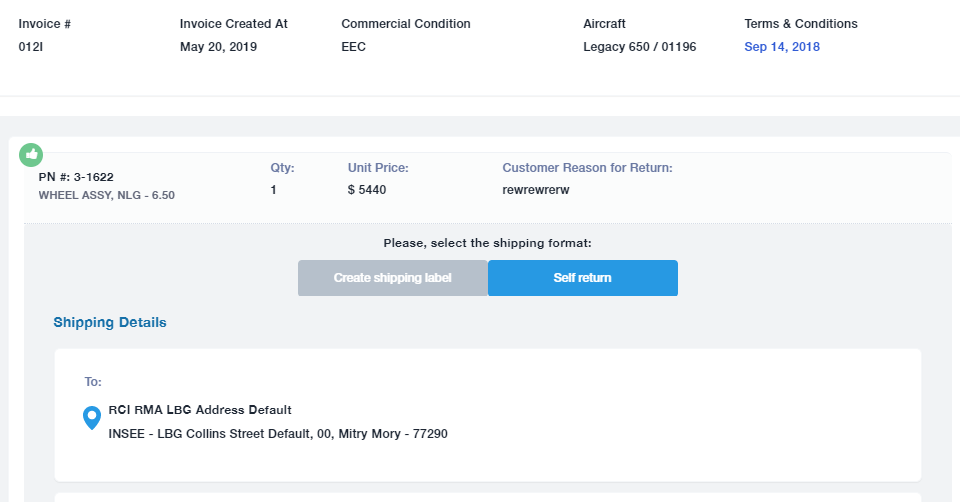 Invoice # Invoice Created At Commercial Condition Aircraft Terms & Conditions
012I May 20, 2019 EEC Legacy 650 / 01196 Sep 14, 2018
PN #: 3-1622 Qty: Unit Price: Customer Reason for Return:
WHEEL ASSY, NLG - 6.50 1 $ 5440 rewrewrerw
Please, select the shipping format:
Create shipping label Self return
Shipping Details
To:
RCI RMA LBG Address Default
INSEE - LBG Collins Street Default, 00, Mitry Mory - 77290